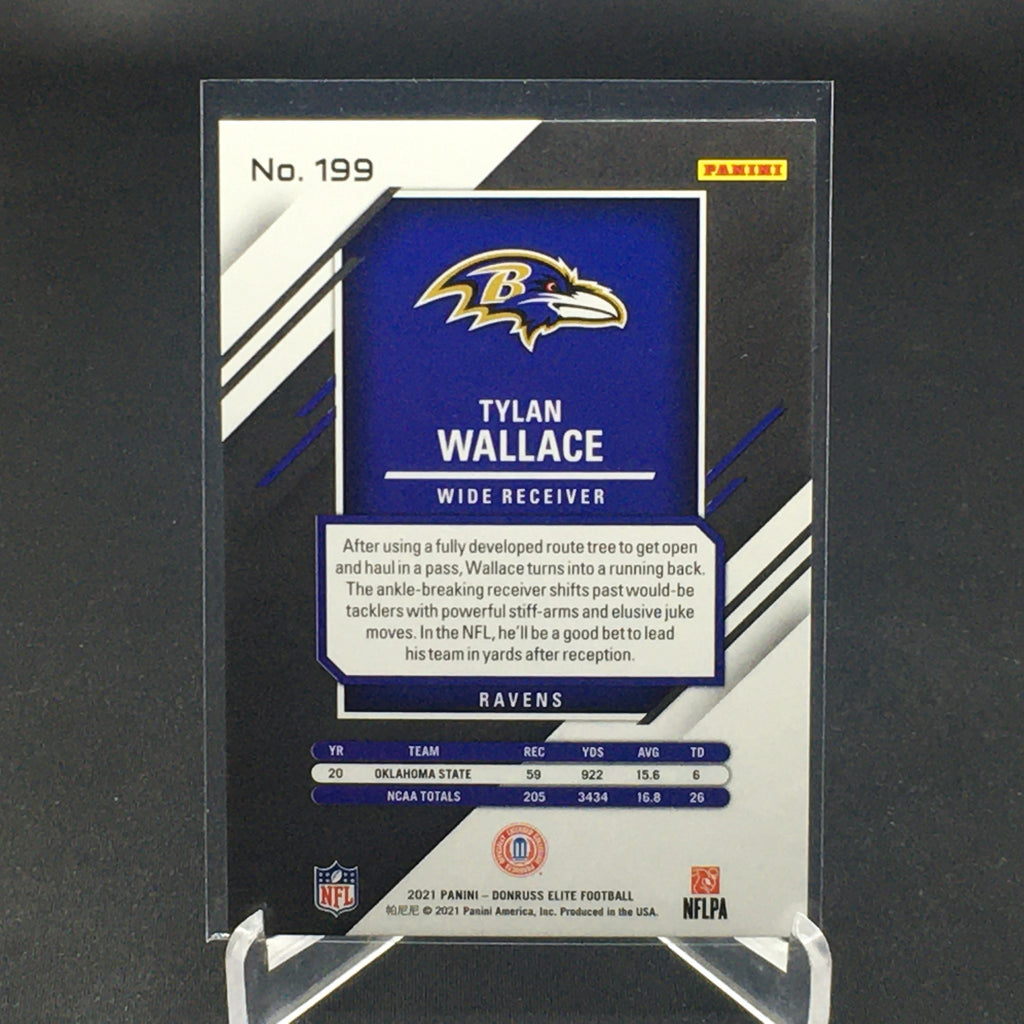 No. 199
PANINI
B
TYLAN
WALLACE
WIDE RECEIVER
After using a fully developed route tree to get open
and haul in a pass, Wallace turns into a running back.
The ankle-breaking receiver shifts past would-be
tacklers with powerful stiff-arms and elusive juke
moves. In the NFL, he'll be a good bet to lead
his team in yards after reception.
RAVENS
YR TEAM REC YDS AVG TD
20 OKLAHOMA STATE 59 922 15.6 6
NCAA TOTALS 205 3434 16.8 26
OFFICIALLY LICENSED COLLEGIATE PRODUCTS
NFL
2021 PANINI – DONRUSS ELITE FOOTBALL
帕尼尼 © 2021 Panini America, Inc. Produced in the USA.
NFLPA